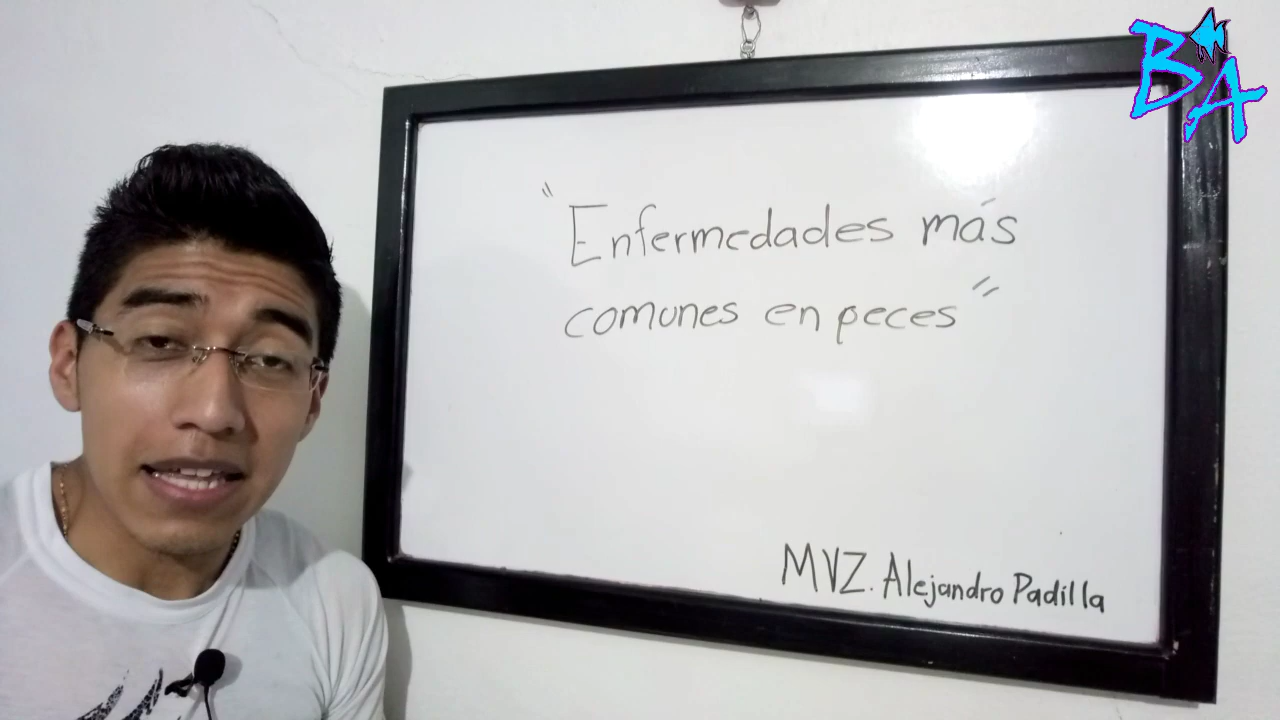 BA
"Enfermedades más
comunes en peces"
MVZ. Alejandro Padilla